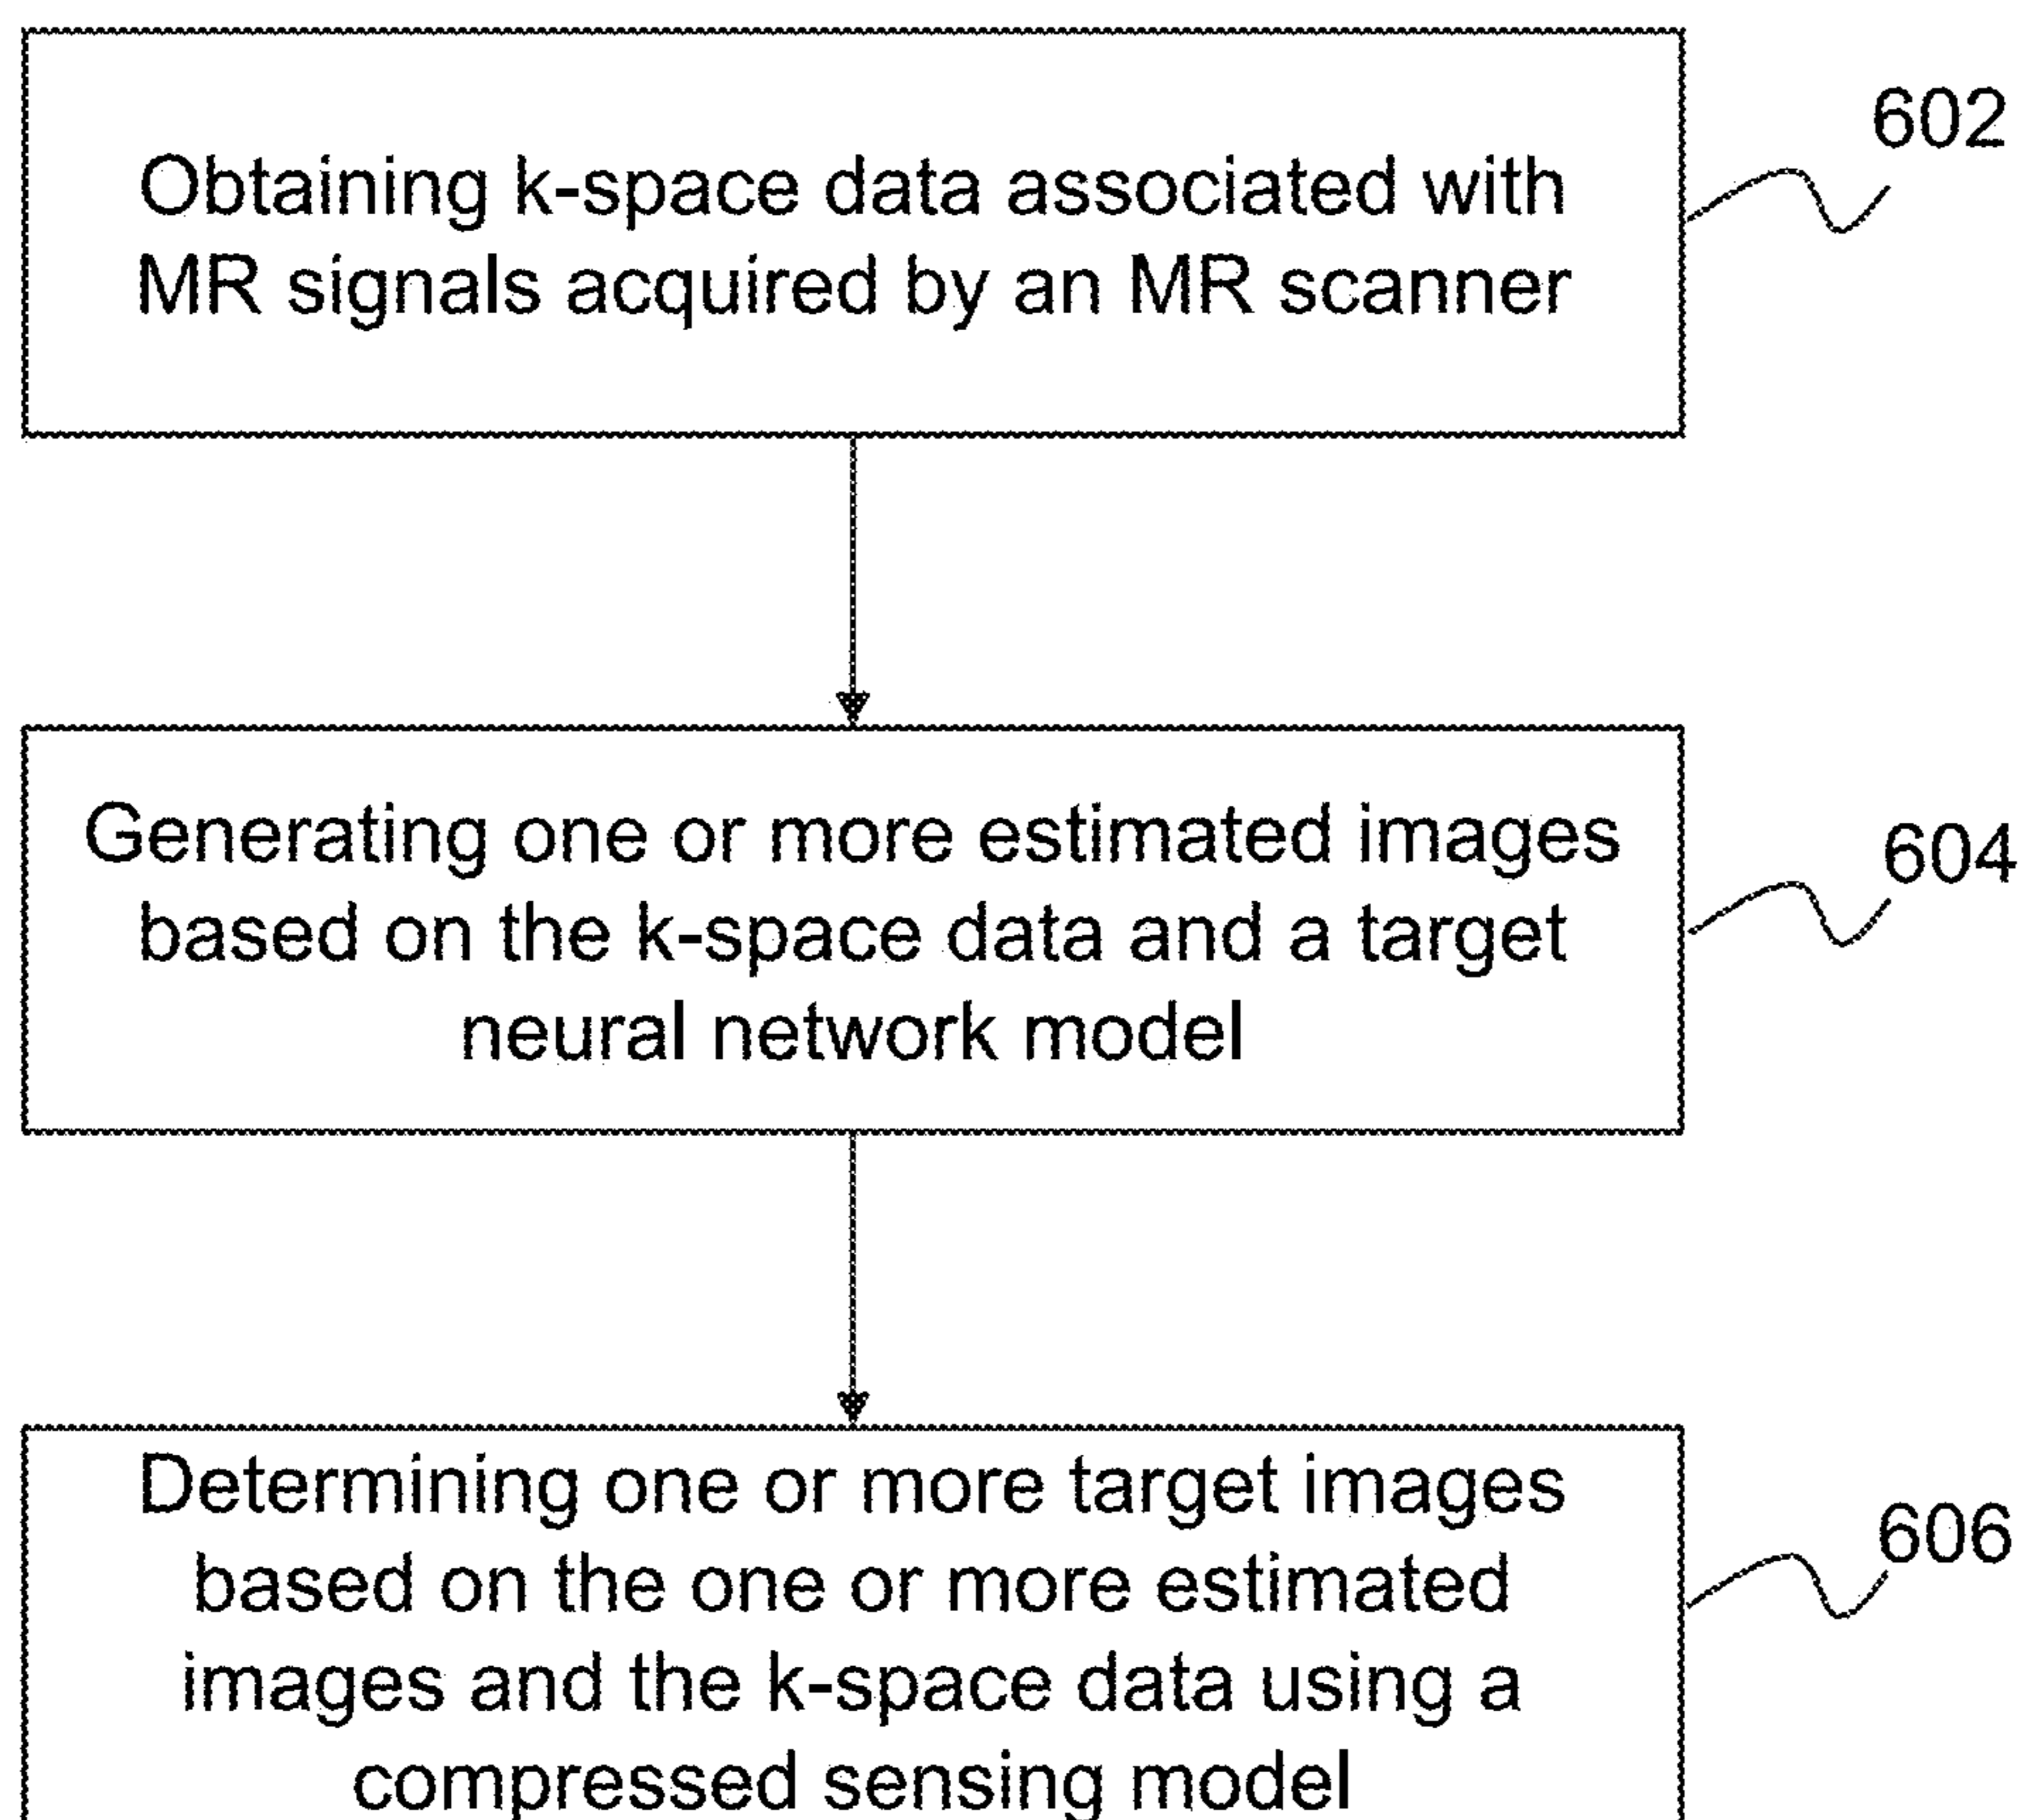 602
Obtaining k-space data associated with
MR signals acquired by an MR scanner
604
Generating one or more estimated images
based on the k-space data and a target
neural network model
606
Determining one or more target images
based on the one or more estimated
images and the k-space data using a
compressed sensing model